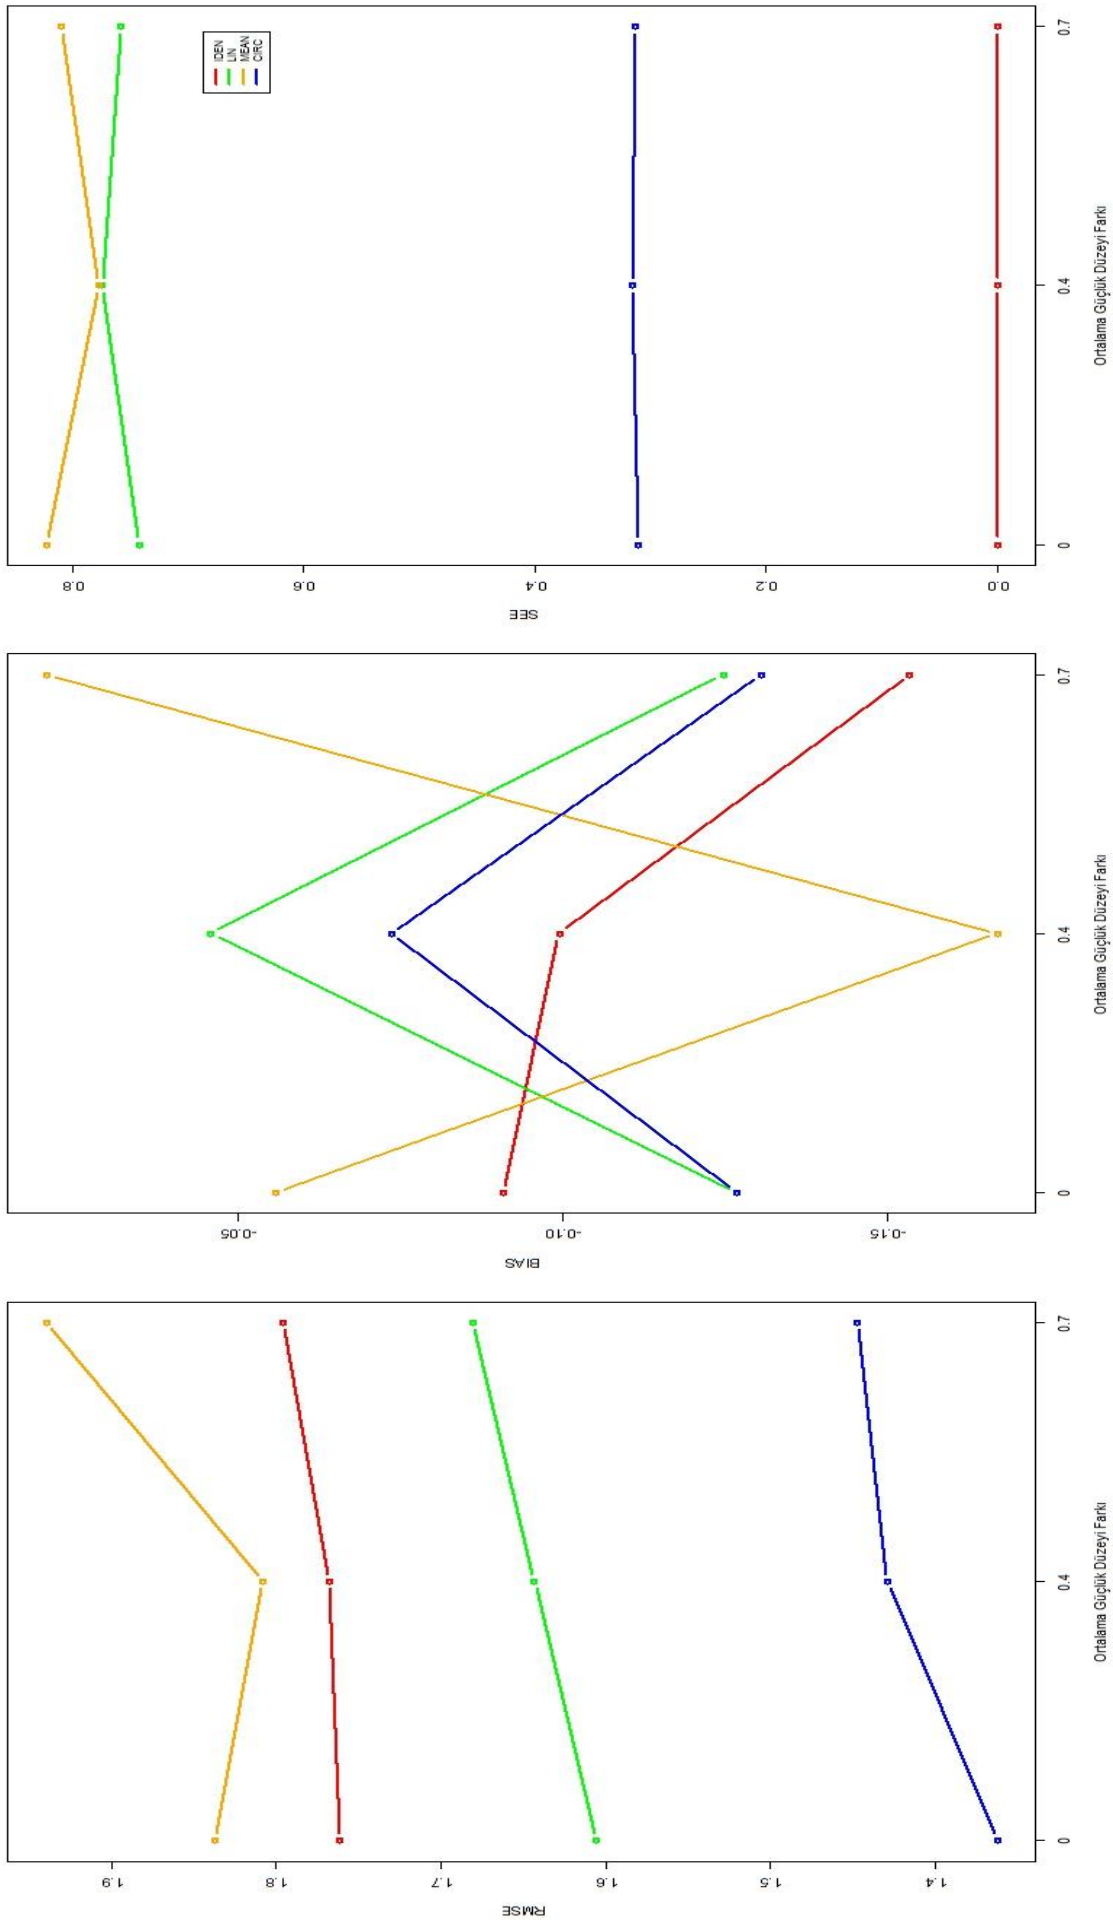 RMSE
1.9
1.8
1.7
1.6
1.5
1.4
0 0.4 0.7
Ortalama Güçlük Düzeyi Farkı
BIAS
-0.05
-0.10
-0.15
0 0.4 0.7
Ortalama Güçlük Düzeyi Farkı
SEE
0.8
0.6
0.4
0.2
0.0
IDEN
LIN
MEAN
CIRC
0 0.4 0.7
Ortalama Güçlük Düzeyi Farkı